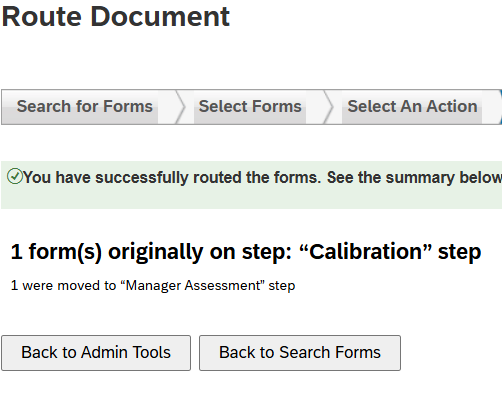 Route Document
Search for Forms
Select Forms
Select An Action
You have successfully routed the forms. See the summary below
1 form(s) originally on step: “Calibration” step
1 were moved to “Manager Assessment” step
Back to Admin Tools
Back to Search Forms